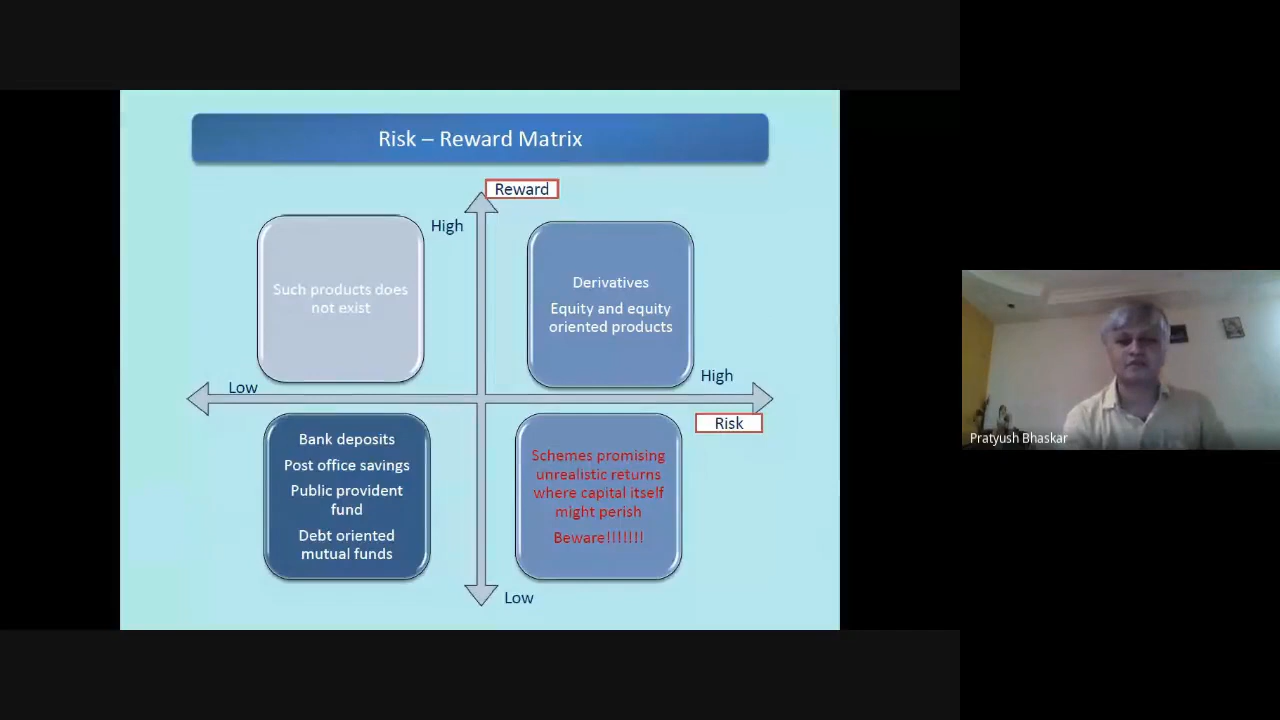 Risk – Reward Matrix
Reward
High
Such products does
not exist
Derivatives
Equity and equity
oriented products
Low
High
Risk
Bank deposits
Post office savings
Public provident
fund
Debt oriented
mutual funds
Schemes promising
unrealistic returns
where capital itself
might perish
Beware!!!!!!!
Low
Pratyush Bhaskar